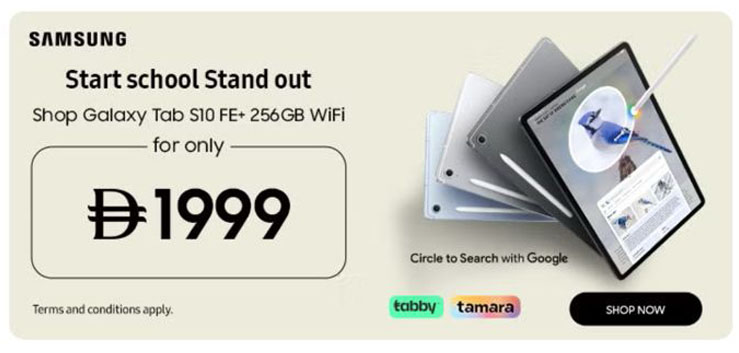 SAMSUNG
Start school Stand out
Shop Galaxy Tab S10 FE+ 256GB WiFi
for only
1999
Circle to Search with Google
Terms and conditions apply.
tabby
tamara
SHOP NOW